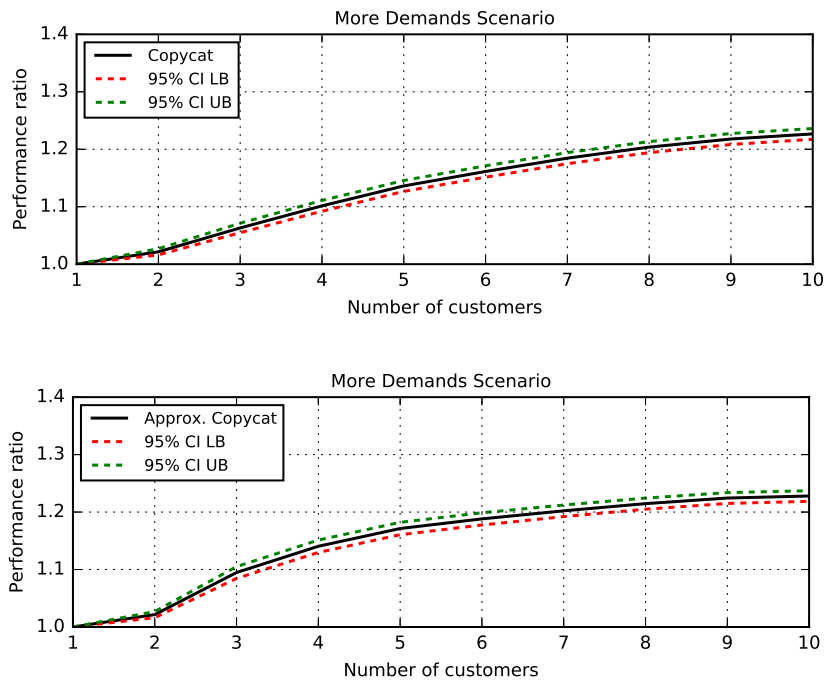 More Demands Scenario
1.4
1.3
1.2
1.1
1.0
Performance ratio
Copycat
95% CI LB
95% CI UB
1 2 3 4 5 6 7 8 9 10
Number of customers
More Demands Scenario
1.4
1.3
1.2
1.1
1.0
Performance ratio
Approx. Copycat
95% CI LB
95% CI UB
1 2 3 4 5 6 7 8 9 10
Number of customers